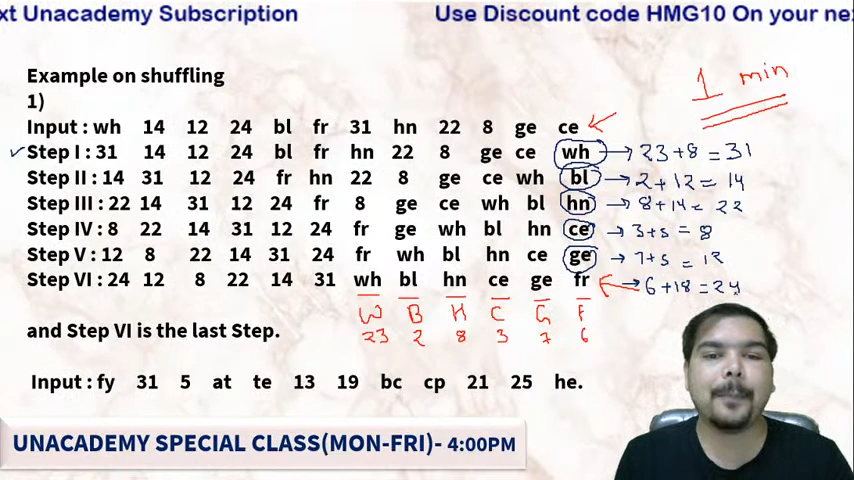 xt Unacademy Subscription Use Discount code HMG10 On your nex
Example on shuffling
1 min
1)
Input : wh 14 12 24 bl fr 31 hn 22 8 ge ce
Step I : 31 14 12 24 bl fr hn 22 8 ge ce wh → 23+8 = 31
Step II : 14 31 12 24 fr hn 22 8 ge ce wh bl → 2+12 = 14
Step III : 22 14 31 12 24 fr 8 ge ce wh bl hn → 8+14 = 22
Step IV : 8 22 14 31 12 24 fr ge wh bl hn ce → 3+5 = 8
Step V : 12 8 22 14 31 24 fr wh bl hn ce ge → 7+5 = 12
Step VI : 24 12 8 22 14 31 wh bl hn ce ge fr → 6+18 = 24
W B H C G F
23 2 8 3 7 6
and Step VI is the last Step.
Input : fy 31 5 at te 13 19 bc cp 21 25 he.
UNACADEMY SPECIAL CLASS(MON-FRI)- 4:00PM